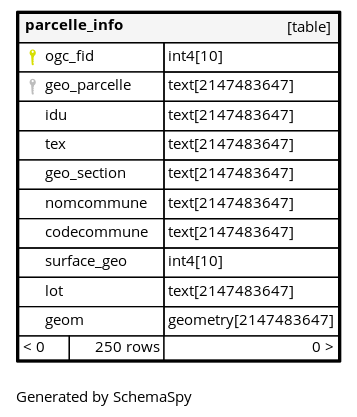 parcelle_info [table]
ogc_fid int4[10]
geo_parcelle text[2147483647]
idu text[2147483647]
tex text[2147483647]
geo_section text[2147483647]
nomcommune text[2147483647]
codecommune text[2147483647]
surface_geo int4[10]
lot text[2147483647]
geom geometry[2147483647]
< 0 250 rows 0 >
Generated by SchemaSpy